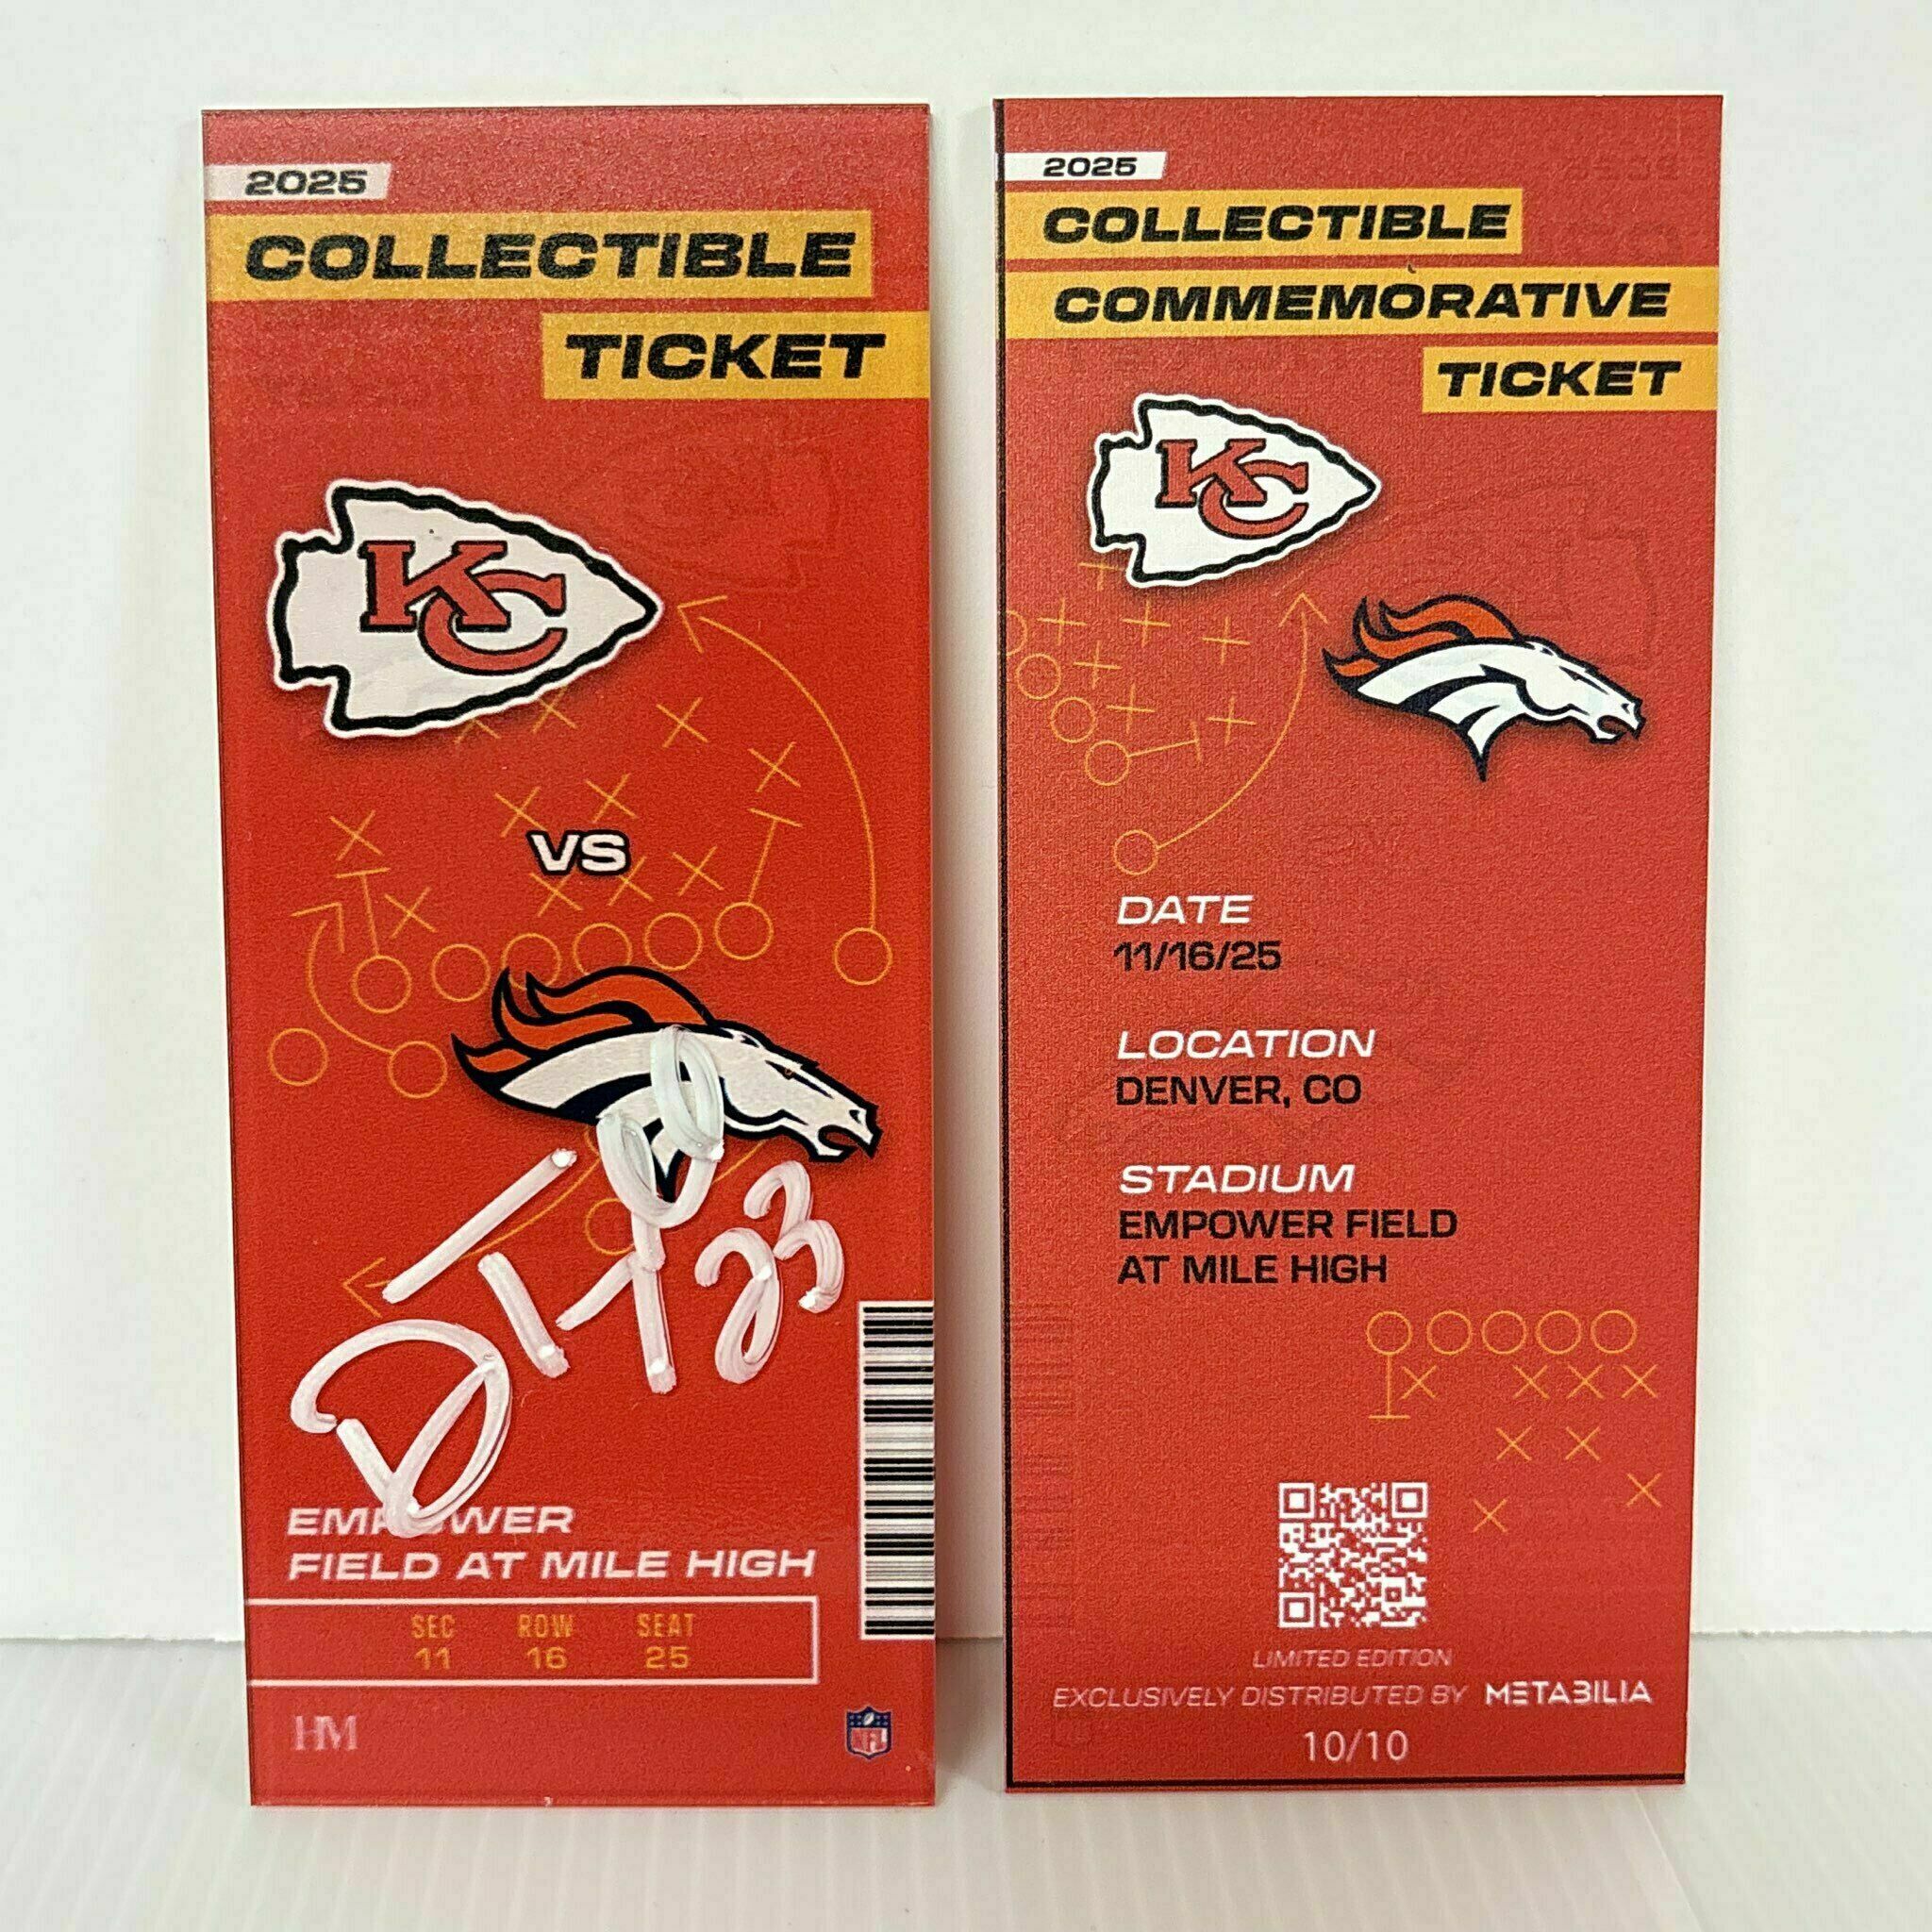 2025
COLLECTIBLE
TICKET
KC
VS
23
EMPOWER
FIELD AT MILE HIGH
SEC ROW SEAT
11 16 25
HM
NFL
2025
COLLECTIBLE
COMMEMORATIVE
TICKET
KC
DATE
11/16/25
LOCATION
DENVER, CO
STADIUM
EMPOWER FIELD
AT MILE HIGH
LIMITED EDITION
EXCLUSIVELY DISTRIBUTED BY METABILIA
10/10